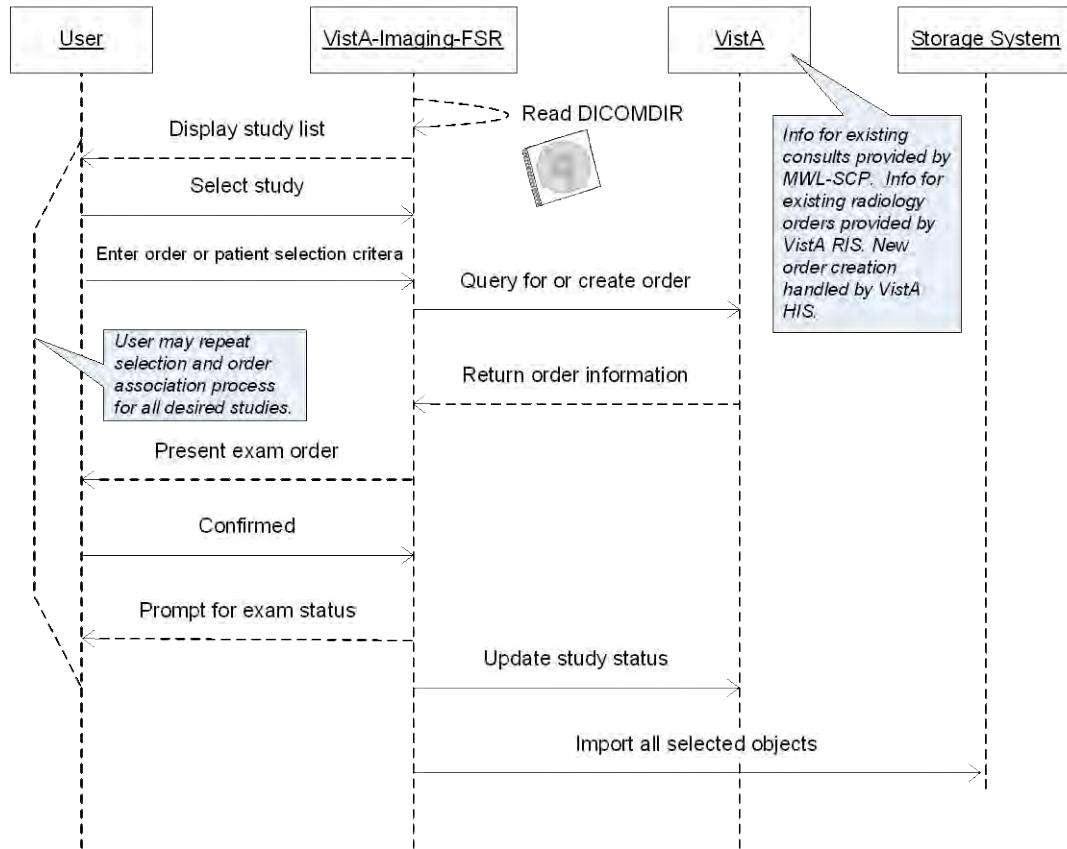 User
VistA-Imaging-FSR
VistA
Storage System
Read DICOMDIR
Display study list
Info for existing
consults provided by
MWL-SCP. Info for
existing radiology
orders provided by
VistA RIS. New
order creation
handled by VistA
HIS.
Select study
Enter order or patient selection critera
Query for or create order
User may repeat
selection and order
association process
for all desired studies.
Return order information
Present exam order
Confirmed
Prompt for exam status
Update study status
Import all selected objects